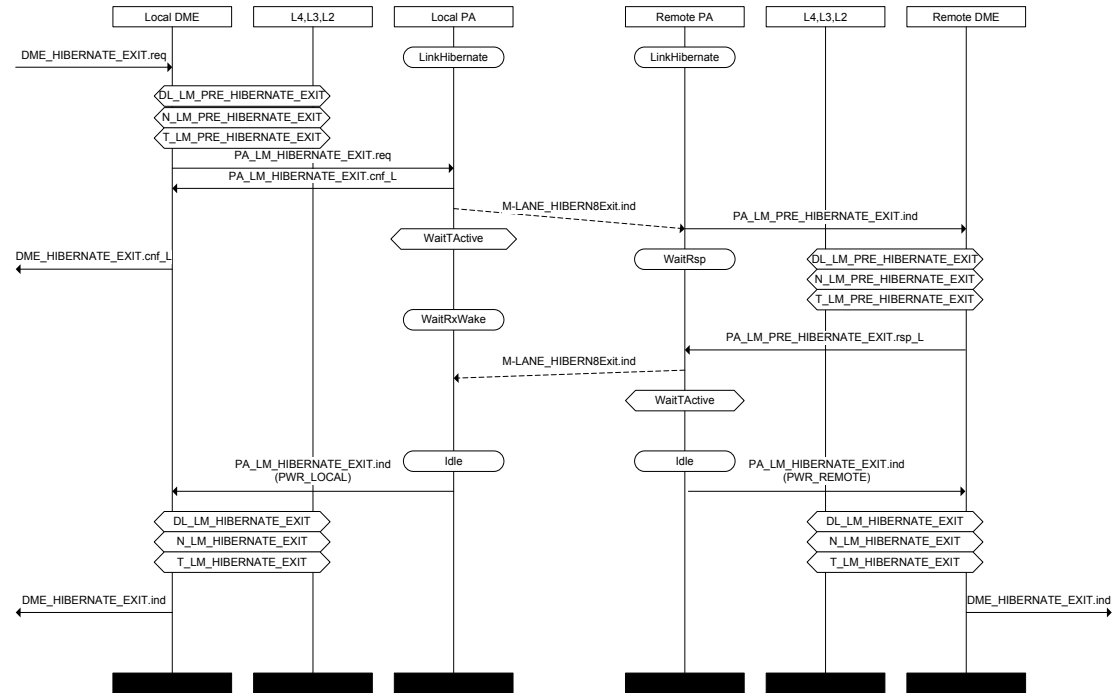 Local DME
L4,L3,L2
Local PA
Remote PA
L4,L3,L2
Remote DME
LinkHibernate
LinkHibernate
DME_HIBERNATE_EXIT.req
DL_LM_PRE_HIBERNATE_EXIT
N_LM_PRE_HIBERNATE_EXIT
T_LM_PRE_HIBERNATE_EXIT
PA_LM_HIBERNATE_EXIT.req
PA_LM_HIBERNATE_EXIT.cnf_L
M-LANE_HIBERN8Exit.ind
PA_LM_PRE_HIBERNATE_EXIT.ind
WaitTActive
DME_HIBERNATE_EXIT.cnf_L
WaitRsp
DL_LM_PRE_HIBERNATE_EXIT
N_LM_PRE_HIBERNATE_EXIT
T_LM_PRE_HIBERNATE_EXIT
WaitRxWake
PA_LM_PRE_HIBERNATE_EXIT.rsp_L
M-LANE_HIBERN8Exit.ind
WaitTActive
Idle
Idle
PA_LM_HIBERNATE_EXIT.ind
(PWR_LOCAL)
PA_LM_HIBERNATE_EXIT.ind
(PWR_REMOTE)
DL_LM_HIBERNATE_EXIT
N_LM_HIBERNATE_EXIT
T_LM_HIBERNATE_EXIT
DL_LM_HIBERNATE_EXIT
N_LM_HIBERNATE_EXIT
T_LM_HIBERNATE_EXIT
DME_HIBERNATE_EXIT.ind
DME_HIBERNATE_EXIT.ind